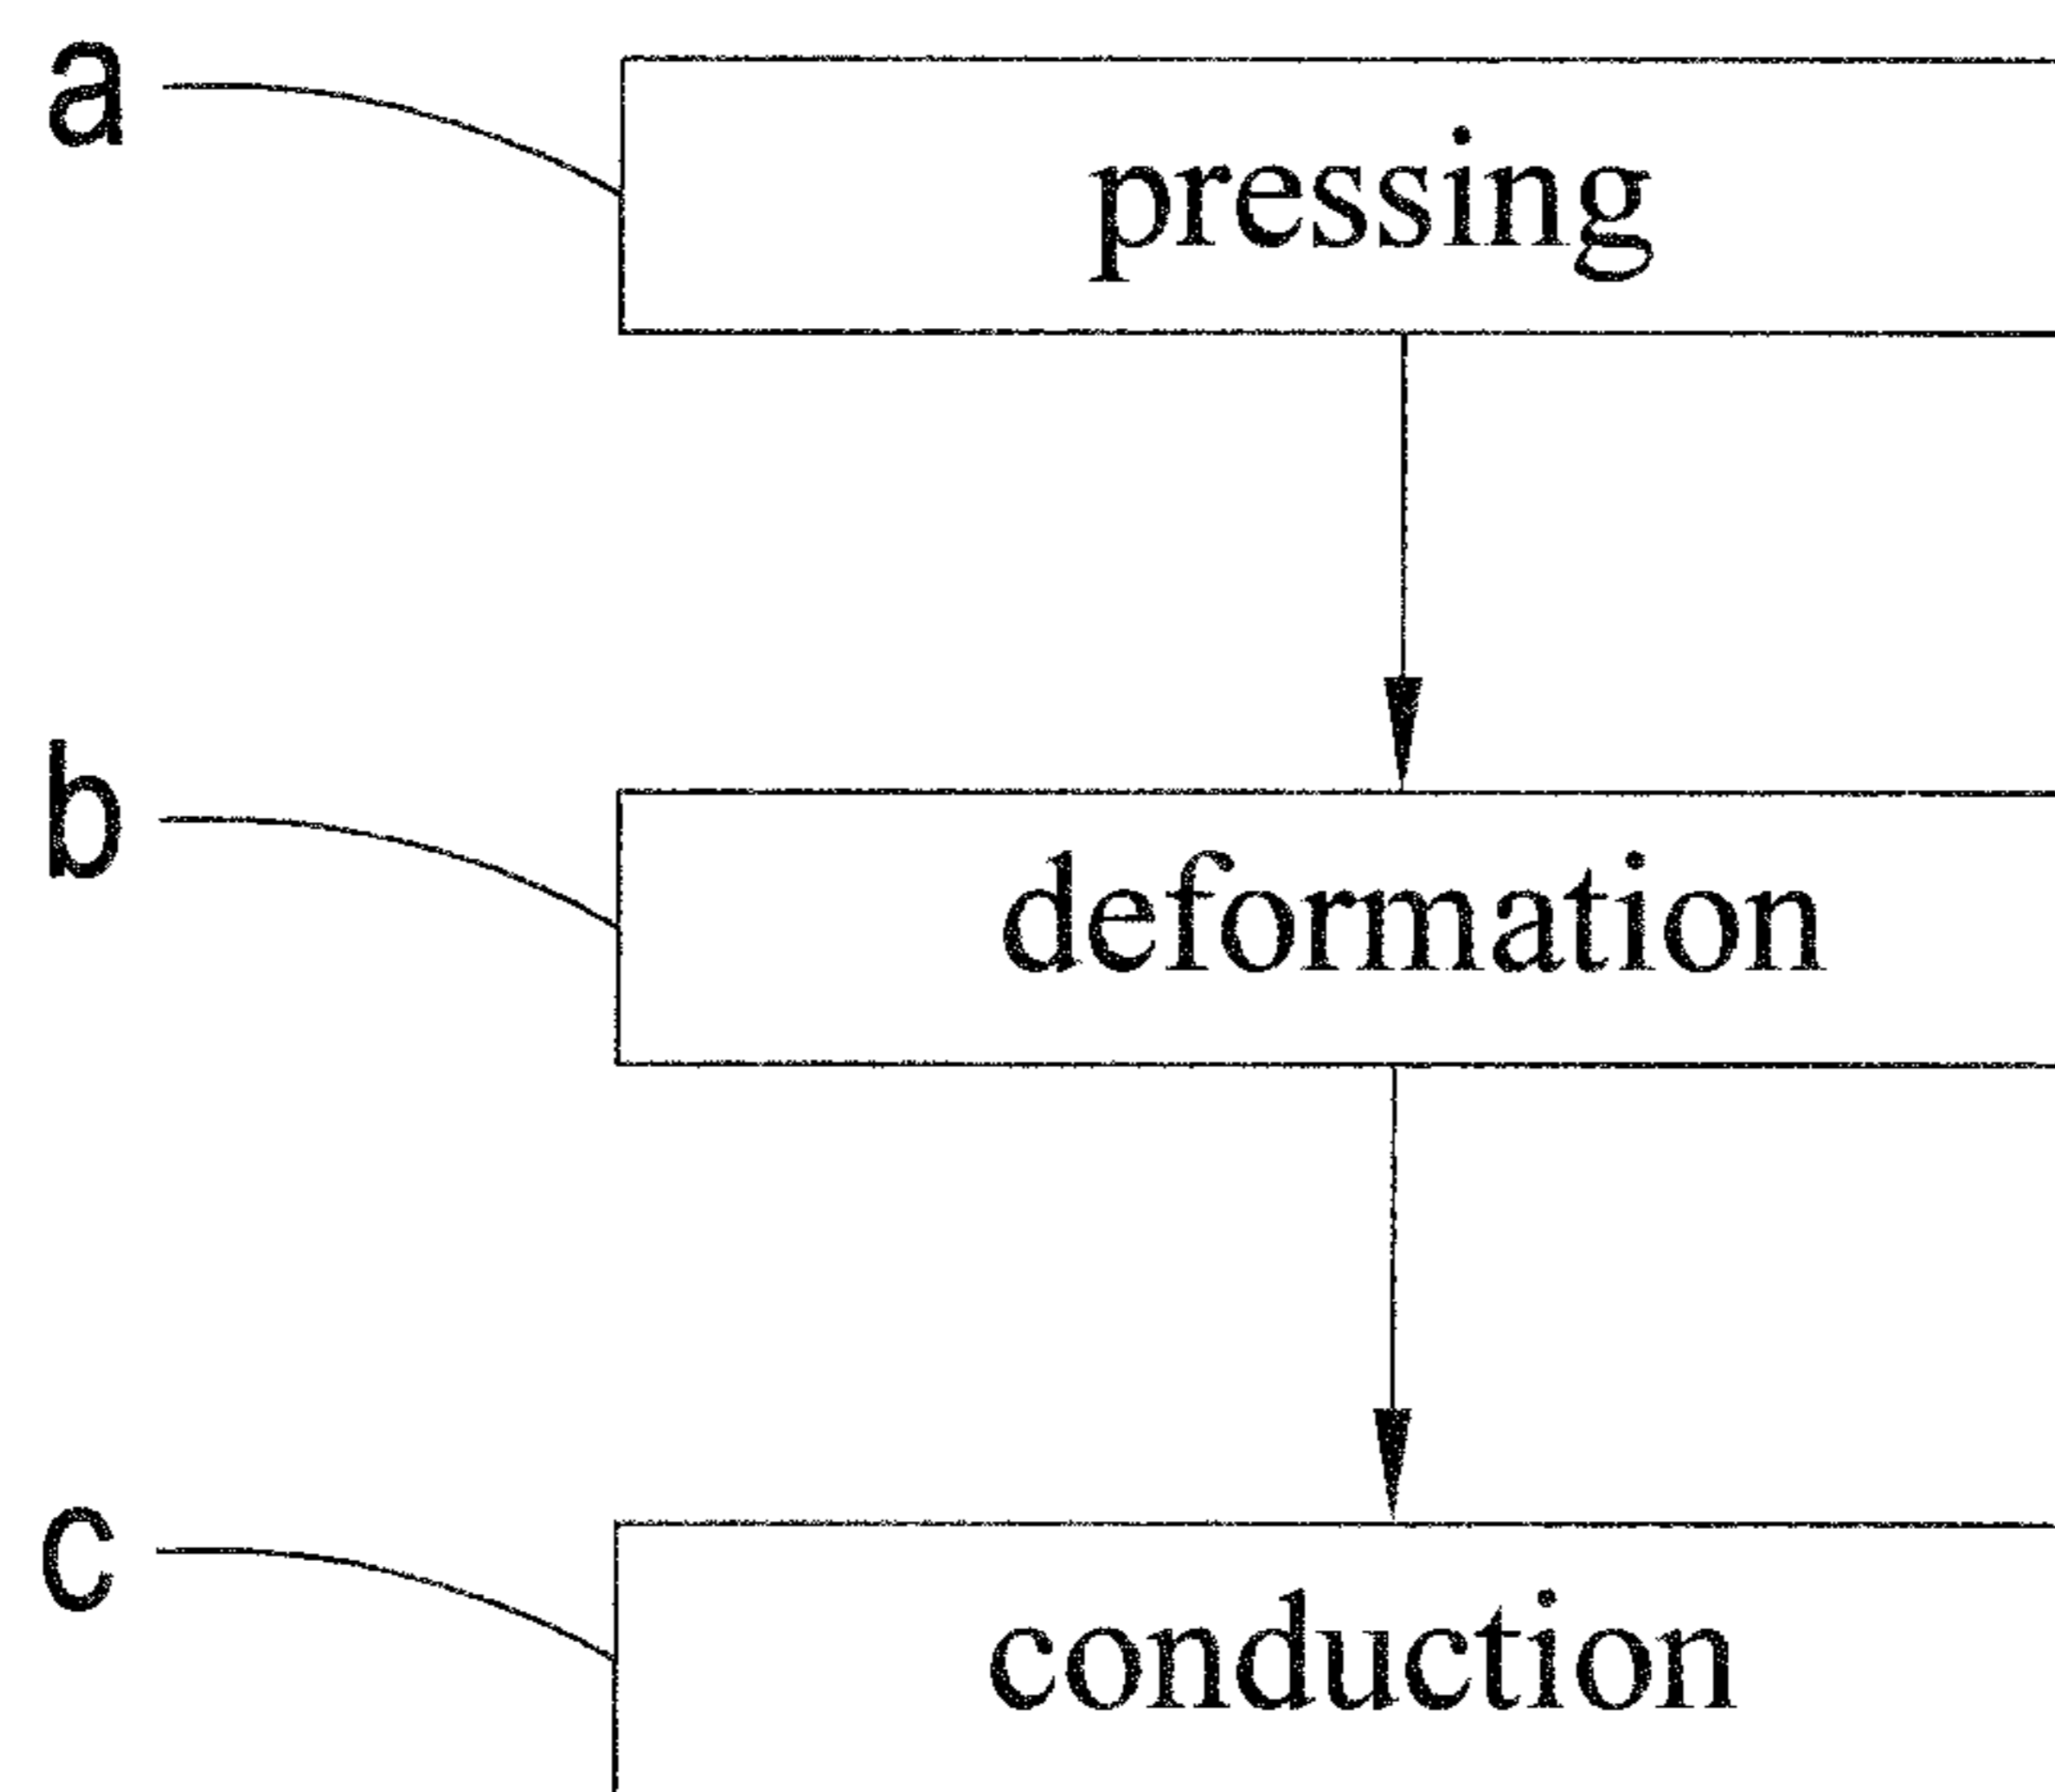 a
pressing
b
deformation
c
conduction